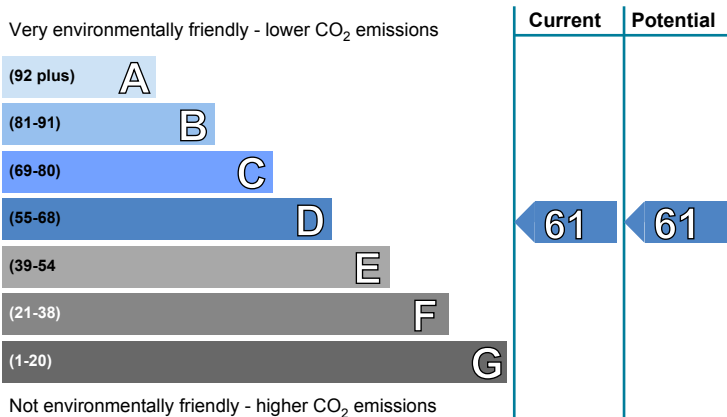 Current Potential
Very environmentally friendly - lower CO2 emissions
(92 plus) A
(81-91) B
(69-80) C
(55-68) D 61 61
(39-54 E
(21-38) F
(1-20) G
Not environmentally friendly - higher CO2 emissions